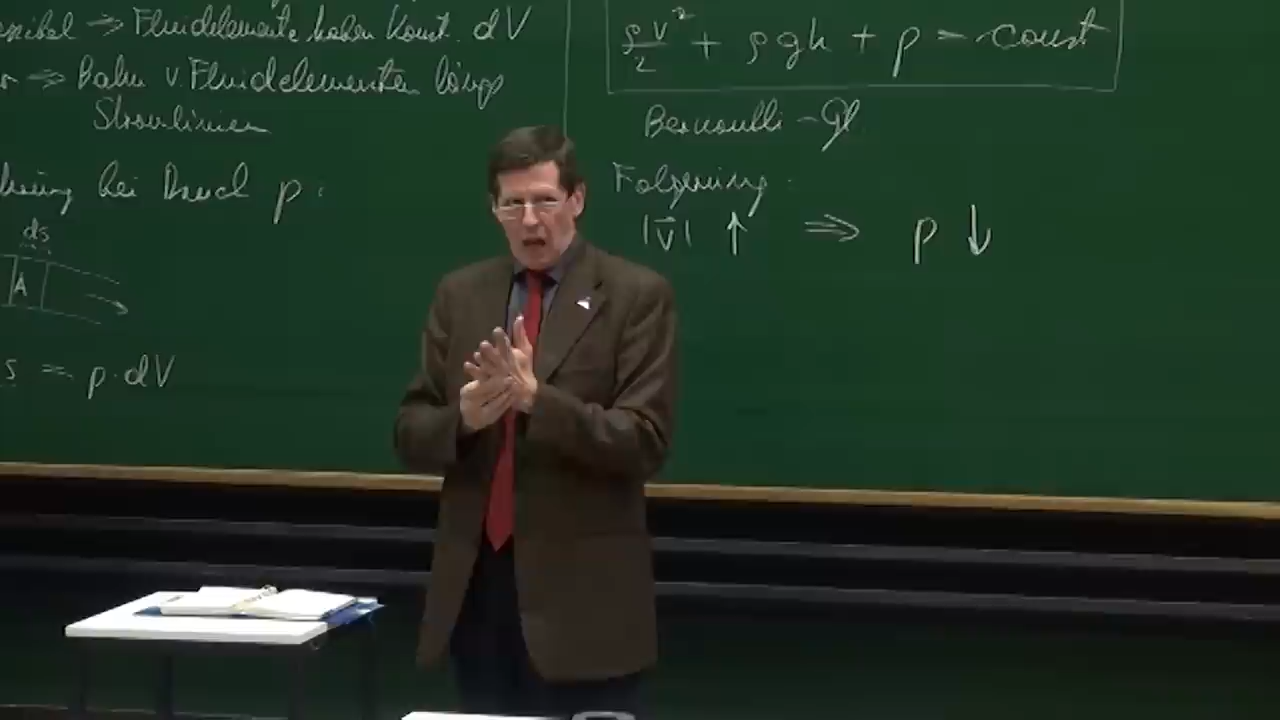 ⇒ Fluidelemente haben konst. dV
⇒ Bahn v. Fluidelementen längs
Stromlinien
bei Druck p:
ds
A
s = p·dV
ρv²/2 + ρgh + p = const
Bernoulli-Gl.
Folgerung:
|v⃗| ↑ ⇒ p ↓